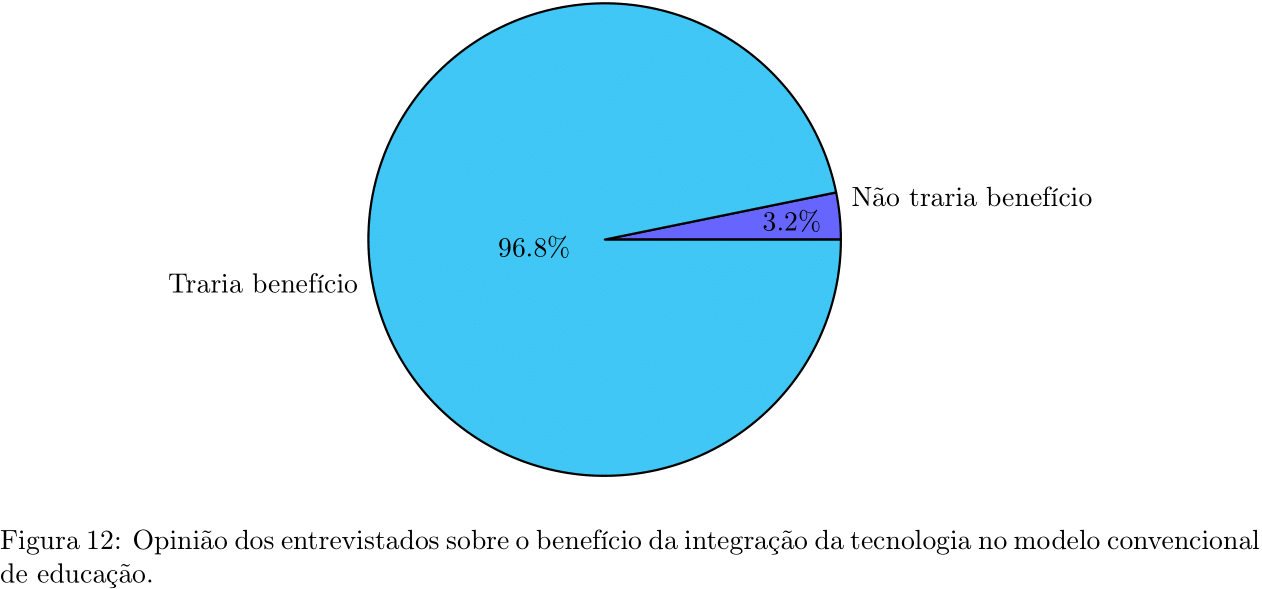 Não traria benefício
3.2%
96.8%
Traria benefício
Figura 12: Opinião dos entrevistados sobre o benefício da integração da tecnologia no modelo convencional
de educação.